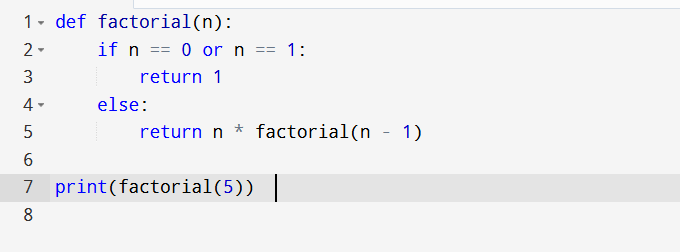 1 def factorial(n):
2     if n == 0 or n == 1:
3         return 1
4     else:
5         return n * factorial(n - 1)
6
7 print(factorial(5))
8